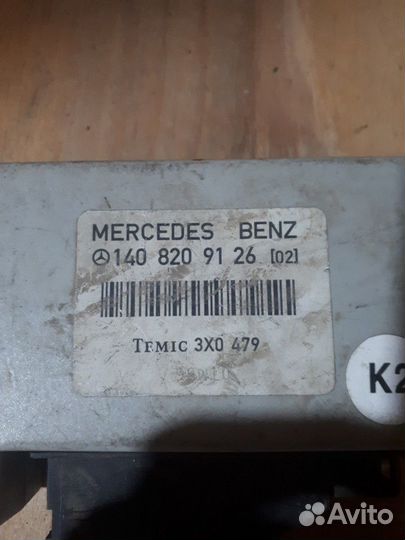 MERCEDES BENZ
140 820 91 26 [02]
TEMIC 3X0 479
K2
Avito